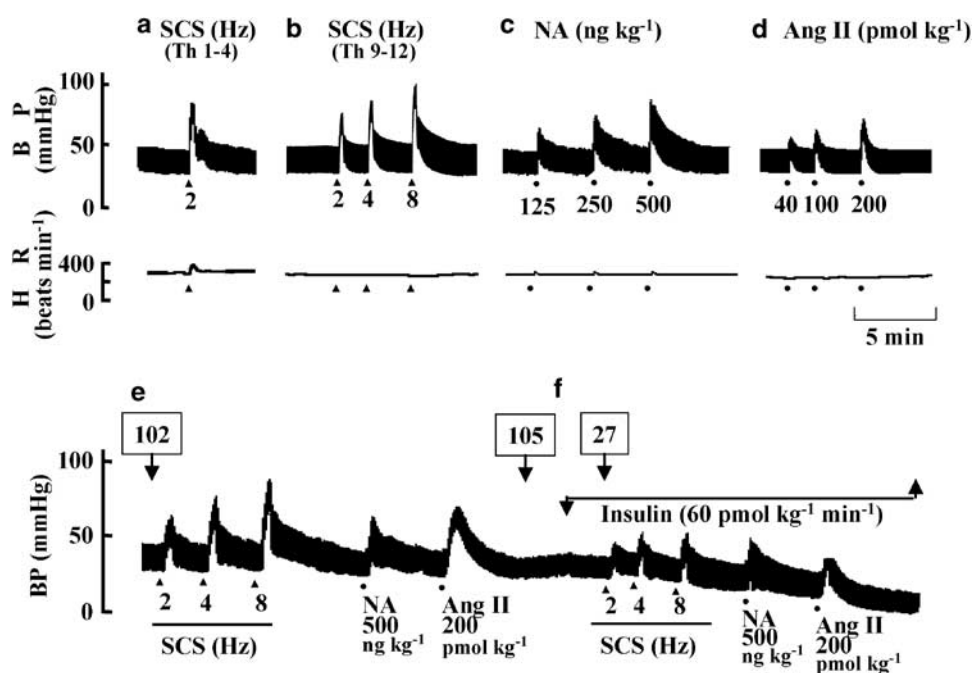 a SCS (Hz) (Th 1-4)
b SCS (Hz) (Th 9-12)
c NA (ng kg⁻¹)
d Ang II (pmol kg⁻¹)
B P (mmHg)
100
50
0
2
2 4 8
125 250 500
40 100 200
H R (beats min⁻¹)
400
0
5 min
e
f
102
105
27
BP (mmHg)
100
50
0
Insulin (60 pmol kg⁻¹ min⁻¹)
2 4 8
SCS (Hz)
NA
500
ng kg⁻¹
Ang II
200
pmol kg⁻¹
2 4 8
SCS (Hz)
NA
500
ng kg⁻¹
Ang II
200
pmol kg⁻¹